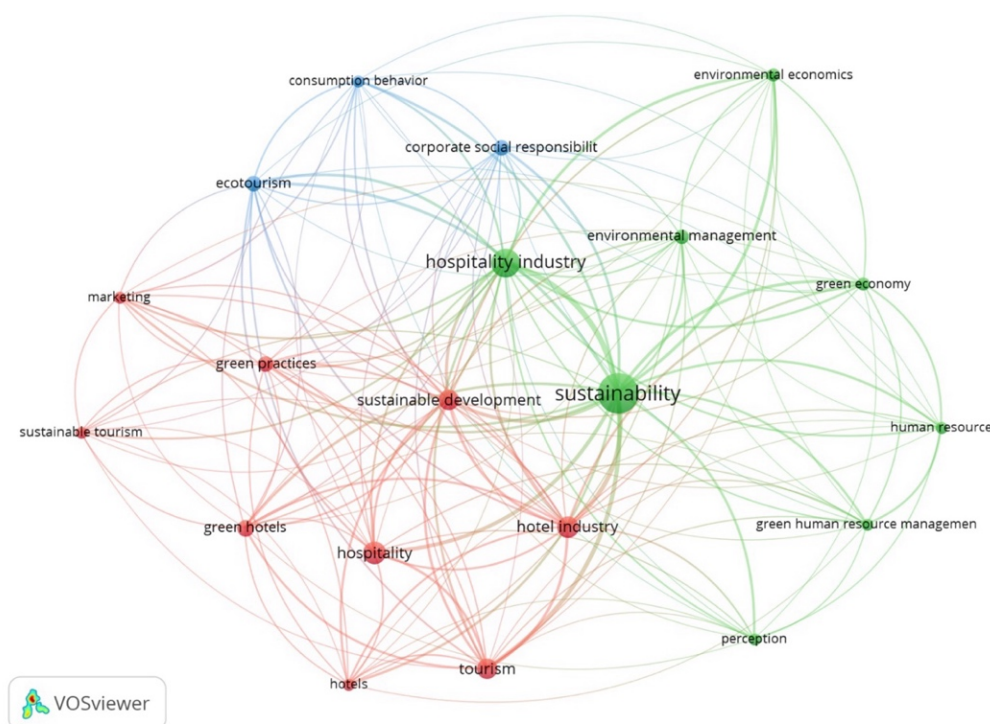 consumption behavior
environmental economics
corporate social responsibilit
ecotourism
environmental management
hospitality industry
green economy
marketing
green practices
sustainable development
sustainability
sustainable tourism
human resource
green hotels
hotel industry
green human resource managemen
hospitality
perception
tourism
hotels
VOSviewer